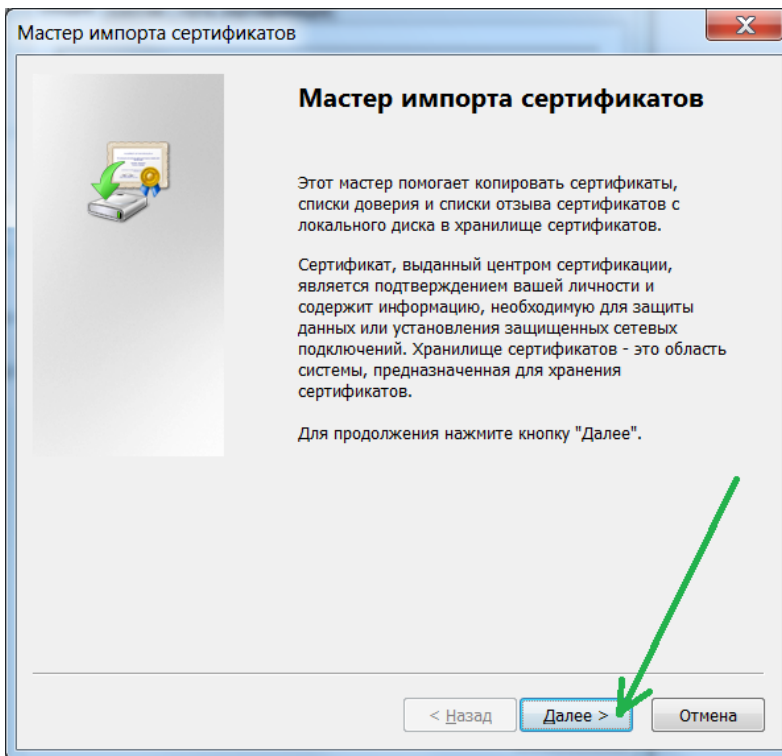 Мастер импорта сертификатов
Мастер импорта сертификатов
Этот мастер помогает копировать сертификаты,
списки доверия и списки отзыва сертификатов с
локального диска в хранилище сертификатов.
Сертификат, выданный центром сертификации,
является подтверждением вашей личности и
содержит информацию, необходимую для защиты
данных или установления защищенных сетевых
подключений. Хранилище сертификатов - это область
системы, предназначенная для хранения
сертификатов.
Для продолжения нажмите кнопку "Далее".
< Назад
Далее >
Отмена